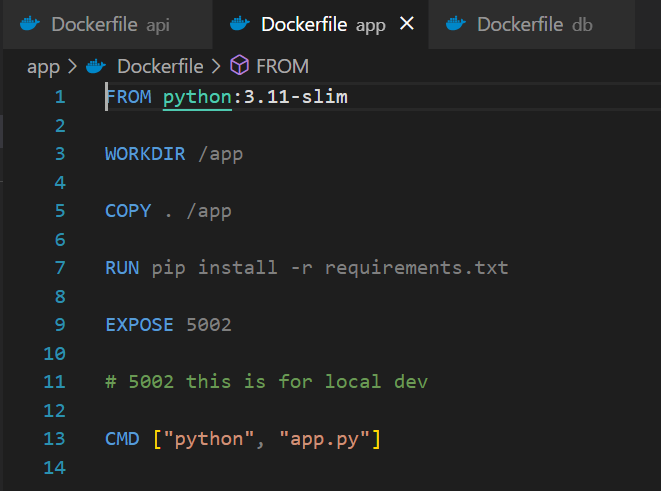 Dockerfile api
Dockerfile app
Dockerfile db
app > Dockerfile > FROM
1 FROM python:3.11-slim
2
3 WORKDIR /app
4
5 COPY . /app
6
7 RUN pip install -r requirements.txt
8
9 EXPOSE 5002
10
11 # 5002 this is for local dev
12
13 CMD ["python", "app.py"]
14